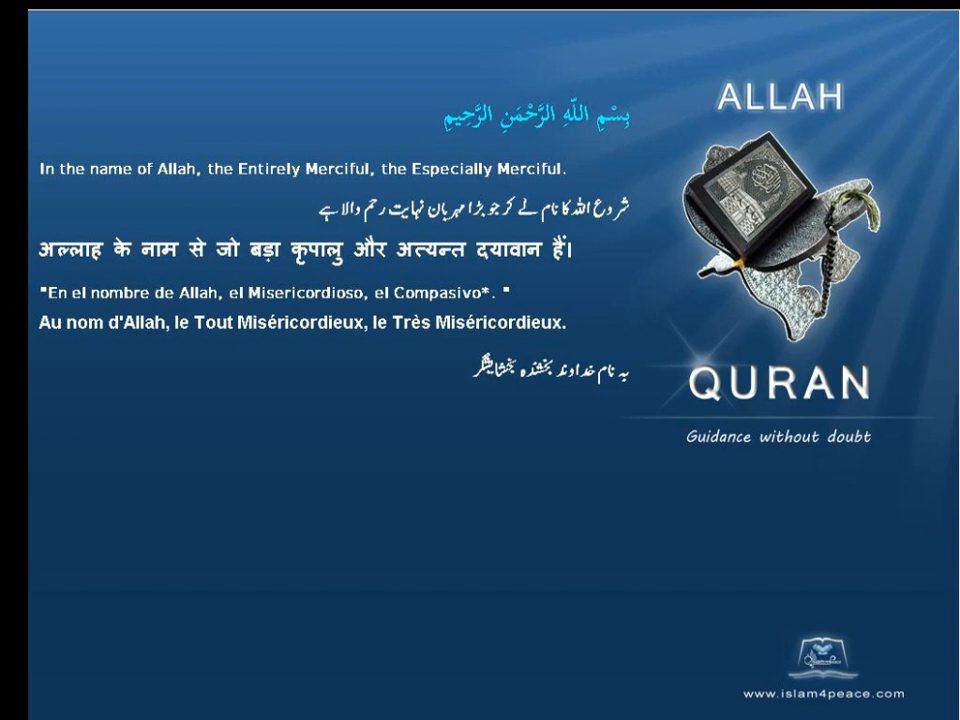 بِسْمِ اللّهِ الرَّحْمَنِ الرَّحِيمِ
In the name of Allah, the Entirely Merciful, the Especially Merciful.
شروع الله کا نام لے کر جو بڑا مہربان نہایت رحم والا ہے
अल्लाह के नाम से जो बड़ा कृपालु और अत्यन्त दयावान हैं।
"En el nombre de Allah, el Misericordioso, el Compasivo*. "
Au nom d'Allah, le Tout Miséricordieux, le Très Miséricordieux.
به نام خداوند بخشنده بخشایشگر
ALLAH
QURAN
Guidance without doubt
www.islam4peace.com